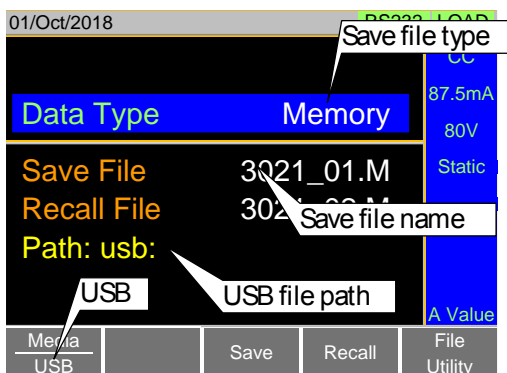 01/Oct/2018 RS232 LOAD
Save file type
CC
87.5mA
Data Type Memory
80V
Save File 3021_01.M
Static
Recall File
Save file name
Path: usb:
USB
USB file path
A Value
Media
USB
Save
Recall
File
Utility